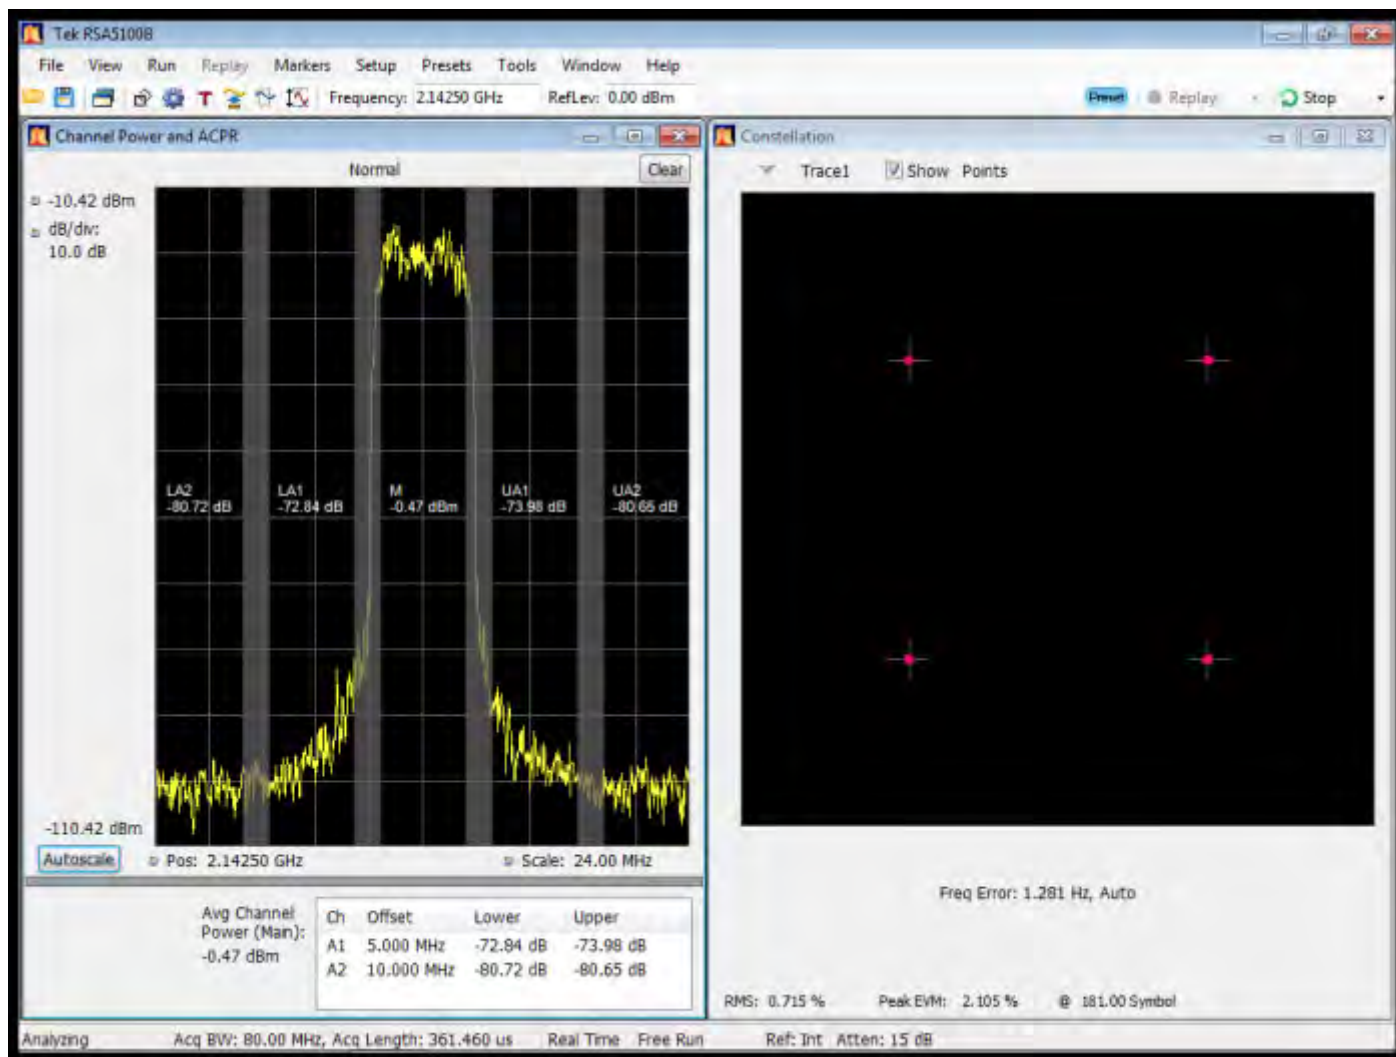 Tek RSA5100B
File View Run Replay Markers Setup Presets Tools Window Help
Frequency: 2.14250 GHz RefLev: 0.00 dBm Preset Replay Stop
Channel Power and ACPR
Normal Clear
-10.42 dBm
dB/div:
10.0 dB
LA2 LA1 M UA1 UA2
-80.72 dB -72.84 dB -0.47 dBm -73.98 dB -80.65 dB
-110.42 dBm
Autoscale Pos: 2.14250 GHz Scale: 24.00 MHz
Avg Channel
Power (Main):
-0.47 dBm
Ch Offset Lower Upper
A1 5.000 MHz -72.84 dB -73.98 dB
A2 10.000 MHz -80.72 dB -80.65 dB
Constellation
Trace1 Show Points
Freq Error: 1.281 Hz, Auto
RMS: 0.715 % Peak EVM: 2.105 % @ 181.00 Symbol
Analyzing Acq BW: 80.00 MHz, Acq Length: 361.460 us Real Time Free Run Ref: Int Atten: 15 dB